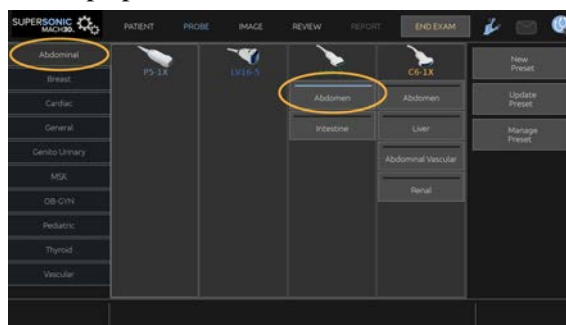 SUPERSONIC
MACH30.
PATIENT
PROBE
IMAGE
REVIEW
REPORT
END EXAM
Abdominal
Breast
Cardiac
General
Genito Urinary
MSK
OB-GYN
Pediatric
Thyroid
Vascular
P5-1X
LV16-5
C6-1X
Abdomen
Intestine
Abdomen
Liver
Abdominal Vascular
Renal
New
Preset
Update
Preset
Manage
Preset